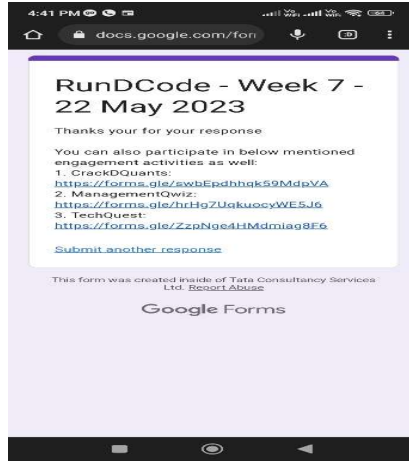 4:41 PM
docs.google.com/forn
RunDCode - Week 7 -
22 May 2023
Thanks your for your response
You can also participate in below mentioned
engagement activities as well:
1. CrackDQuants:
https://forms.gle/swbEpdhhqk59MdpVA
2. ManagementQwiz:
https://forms.gle/hrHg7UqkuocyWE5J6
3. TechQuest:
https://forms.gle/ZzpNge4HMdmiag8F6
Submit another response
This form was created inside of Tata Consultancy Services
Ltd. Report Abuse
Google Forms